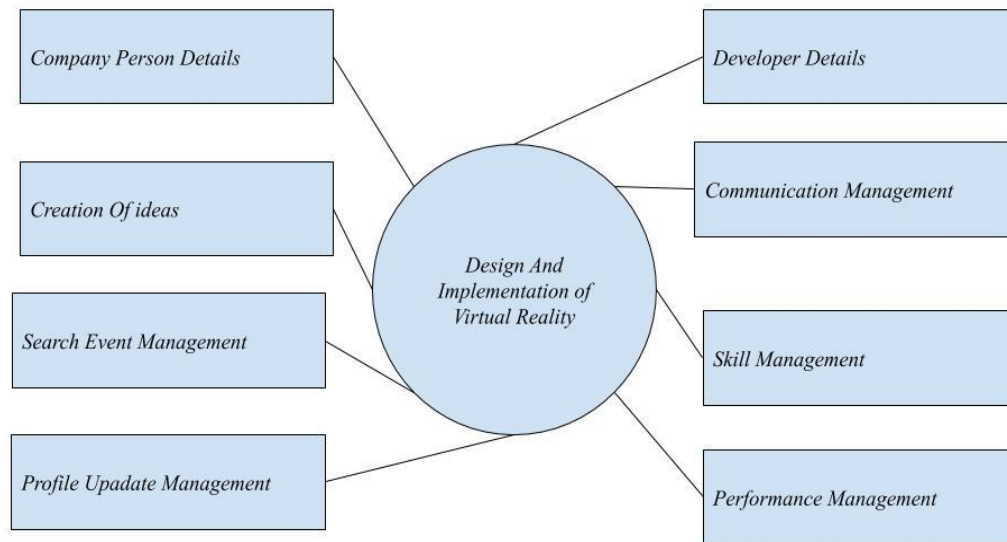 Company Person Details
Developer Details
Creation Of ideas
Communication Management
Design And
Implementation of
Virtual Reality
Search Event Management
Skill Management
Profile Upadate Management
Performance Management